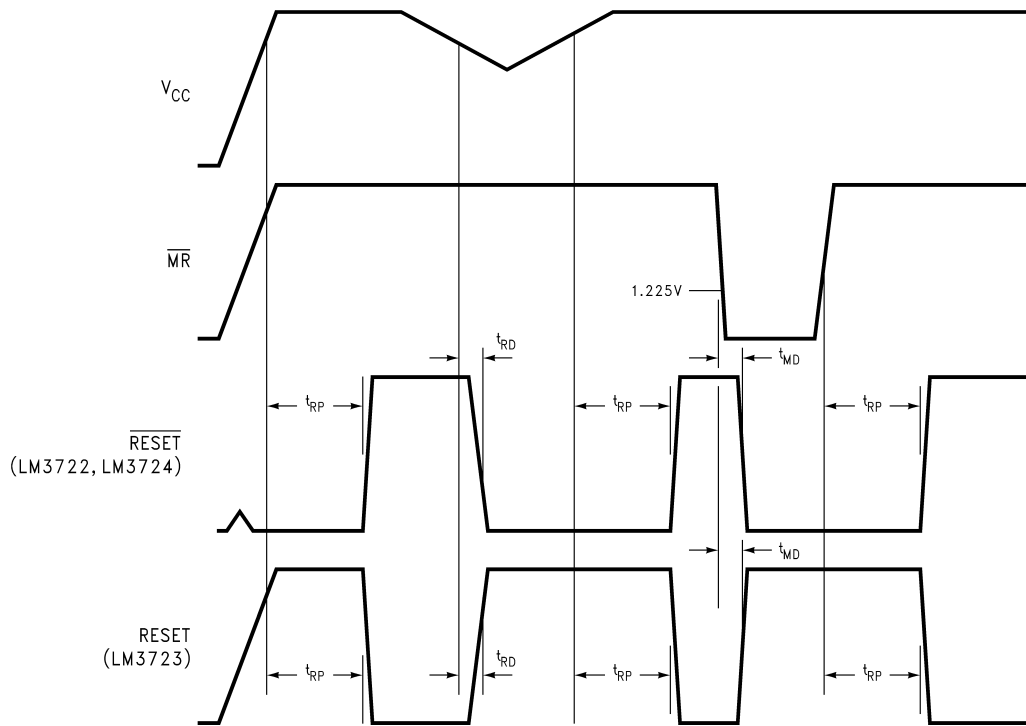 VCC
MR
1.225V
tRD
tMD
tRP
tRP
tRP
RESET
(LM3722, LM3724)
tMD
RESET
(LM3723)
tRP
tRD
tRP
tRP